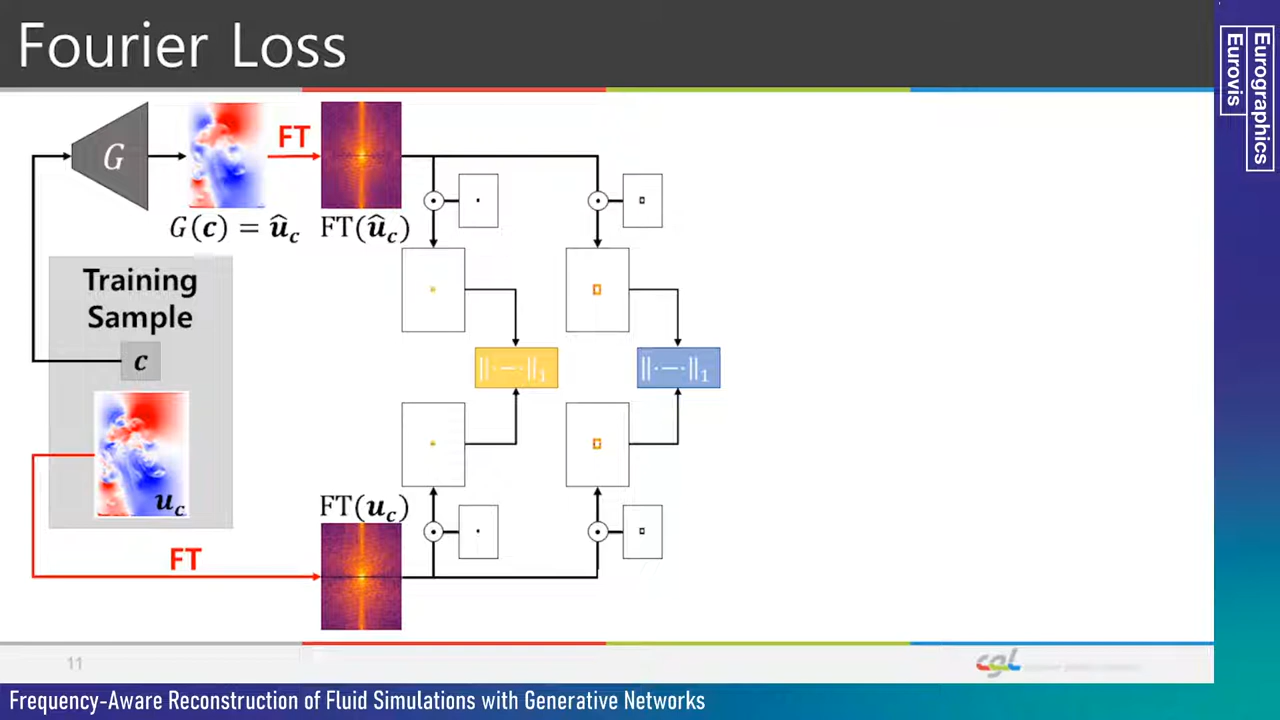 Fourier Loss
Eurographics
Eurovis
G
FT
G(c) = û_c
FT(û_c)
Training
Sample
c
‖·−·‖₁
‖·−·‖₁
u_c
FT(u_c)
FT
11
cgl
Frequency-Aware Reconstruction of Fluid Simulations with Generative Networks